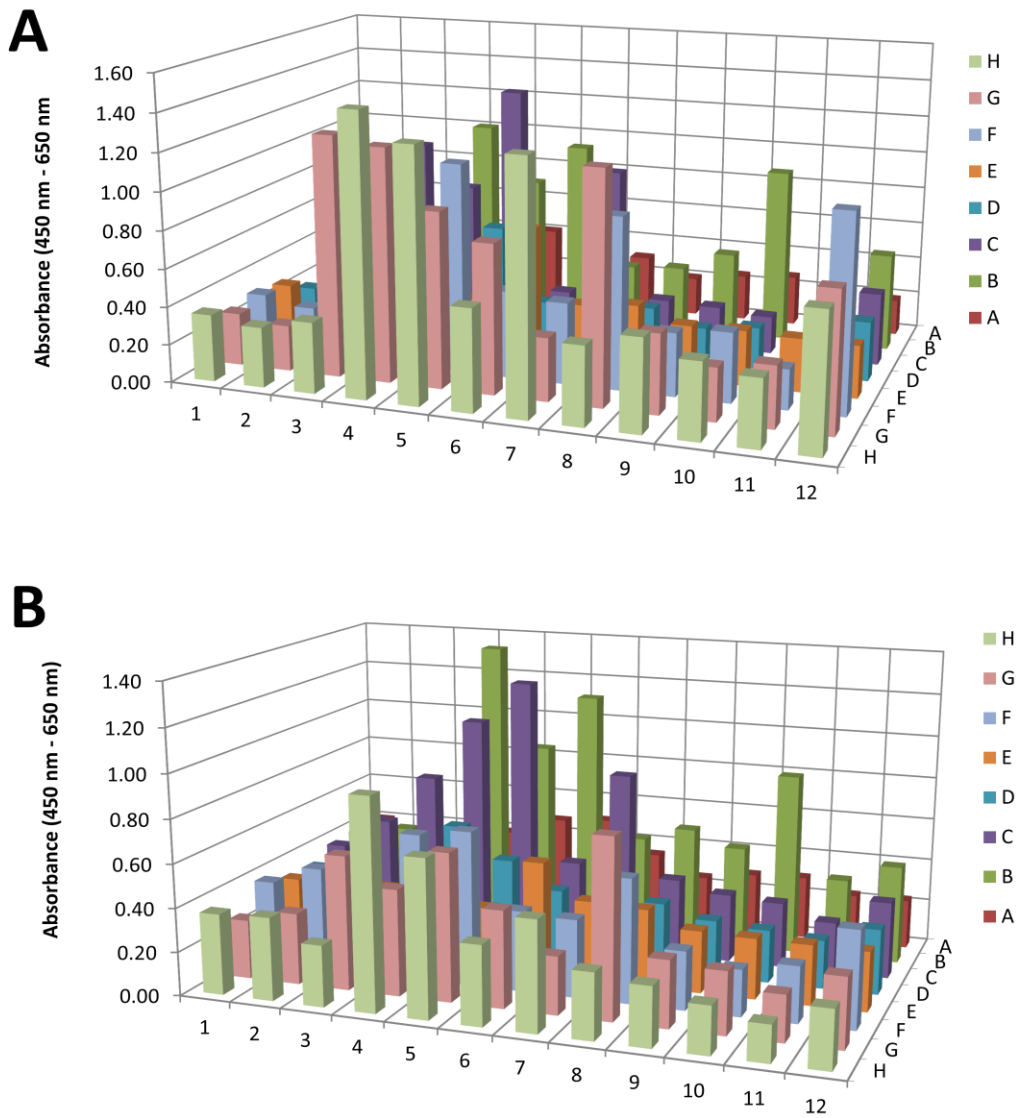 A
Absorbance (450 nm - 650 nm
1.60
1.40
1.20
1.00
0.80
0.60
0.40
0.20
0.00
1 2 3 4 5 6 7 8 9 10 11 12
A
B
C
D
E
F
G
H
H
G
F
E
D
C
B
A
B
Absorbance (450 nm - 650 nm)
1.40
1.20
1.00
0.80
0.60
0.40
0.20
0.00
1 2 3 4 5 6 7 8 9 10 11 12
A
B
C
D
E
F
G
H
H
G
F
E
D
C
B
A